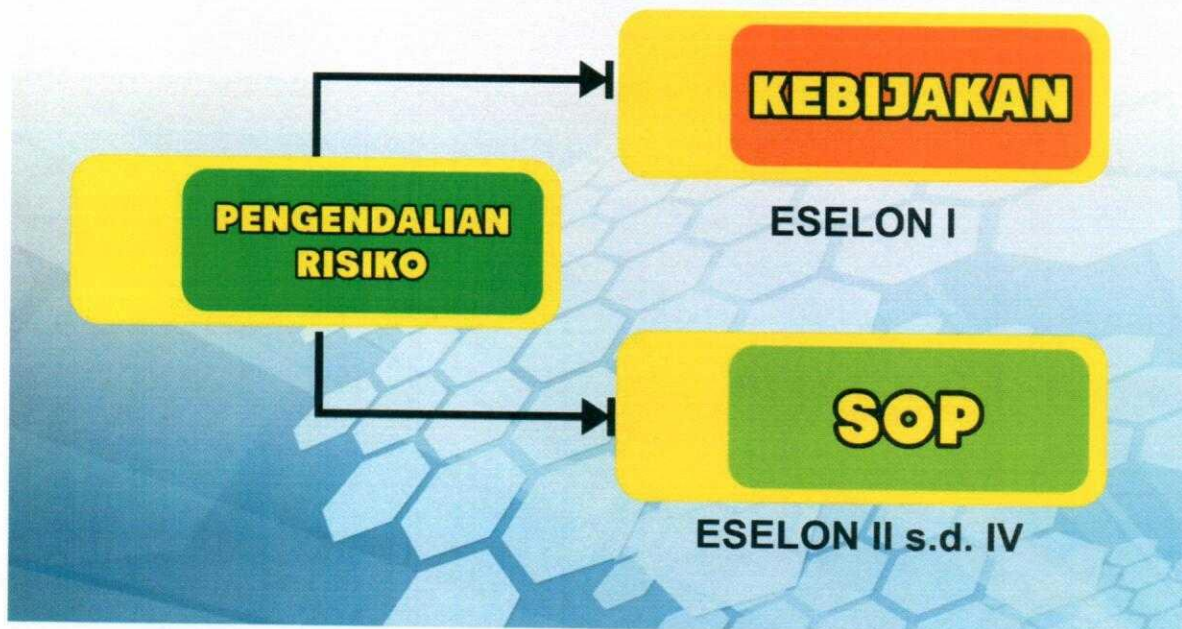 KEBIJAKAN
ESELON I
PENGENDALIAN
RISIKO
SOP
ESELON II s.d. IV